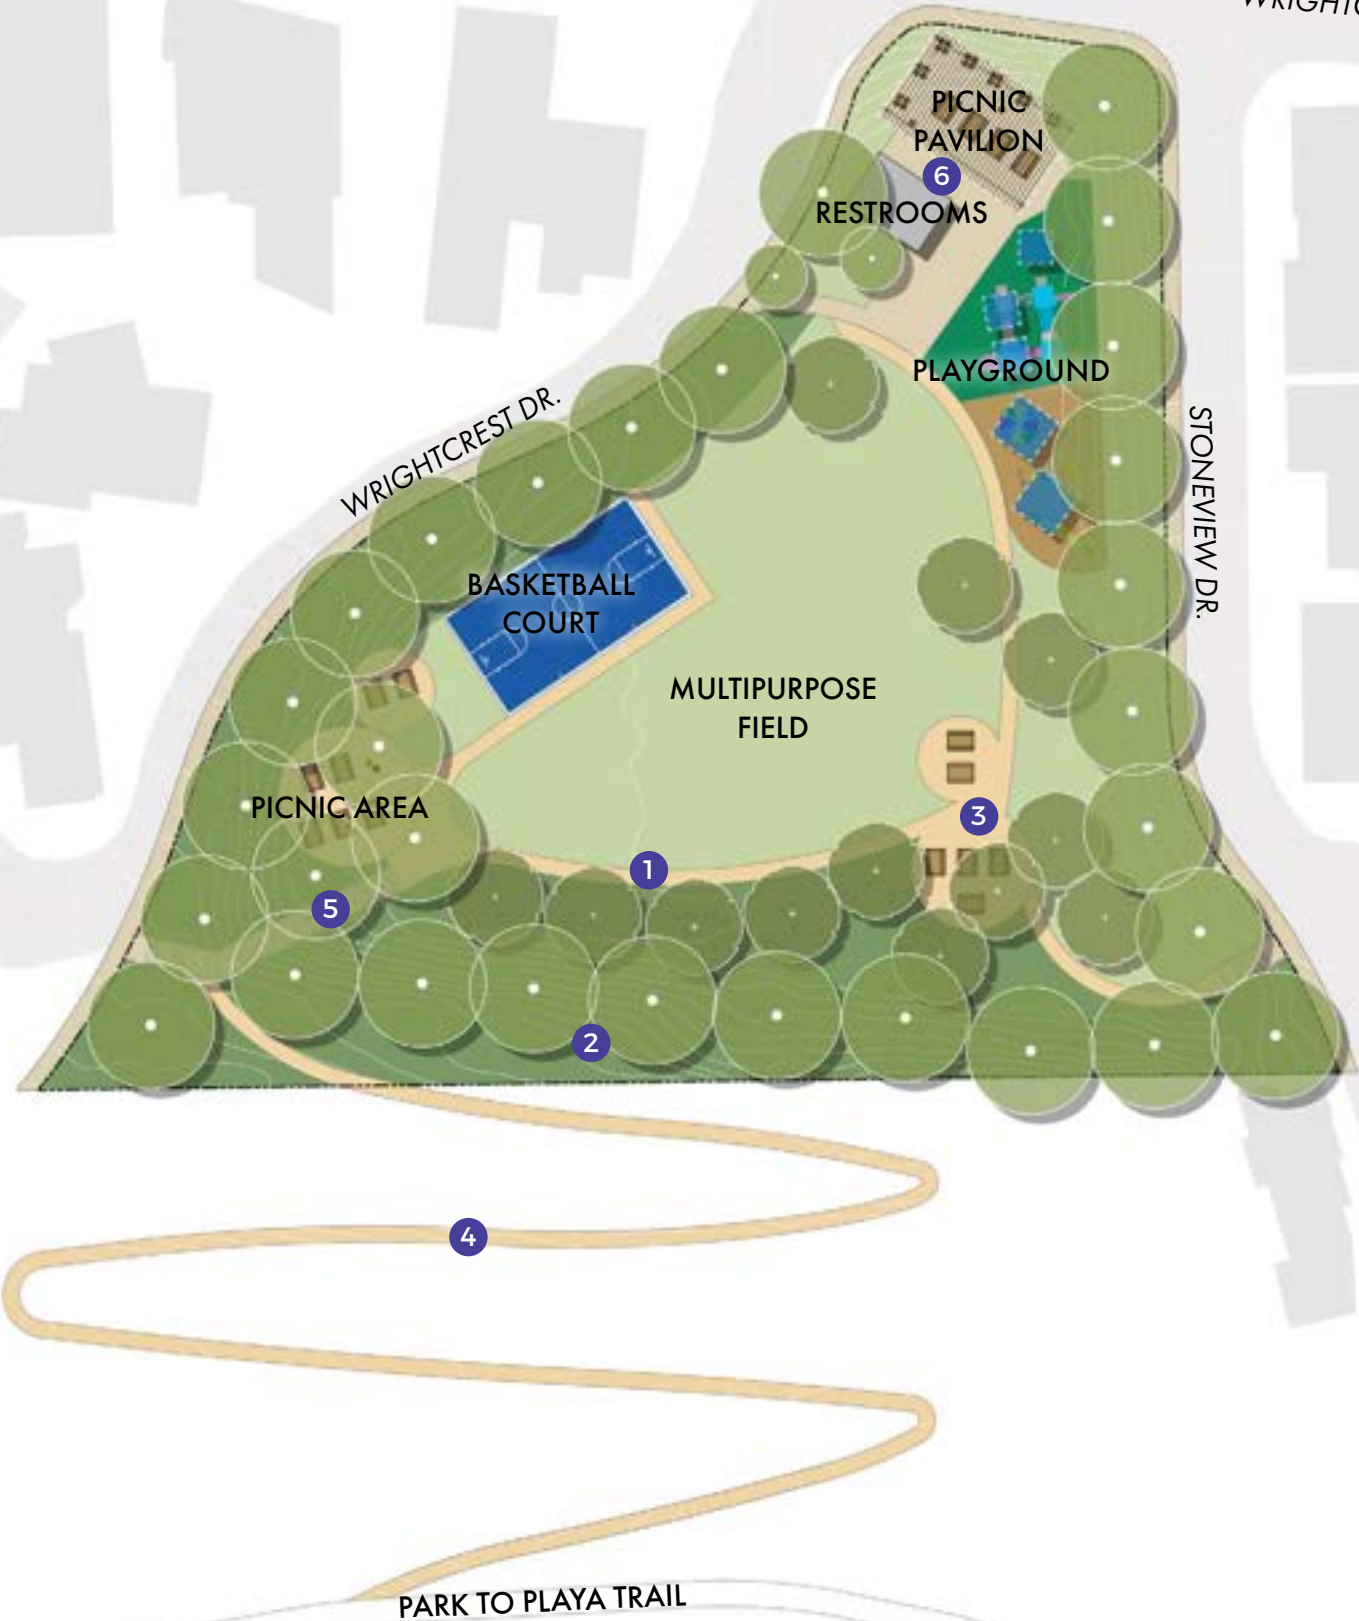 WRIGHTC
PICNIC
PAVILION
6
RESTROOMS
PLAYGROUND
WRIGHTCREST DR.
STONEVIEW DR.
BASKETBALL
COURT
MULTIPURPOSE
FIELD
PICNIC AREA
3
1
5
2
4
PARK TO PLAYA TRAIL